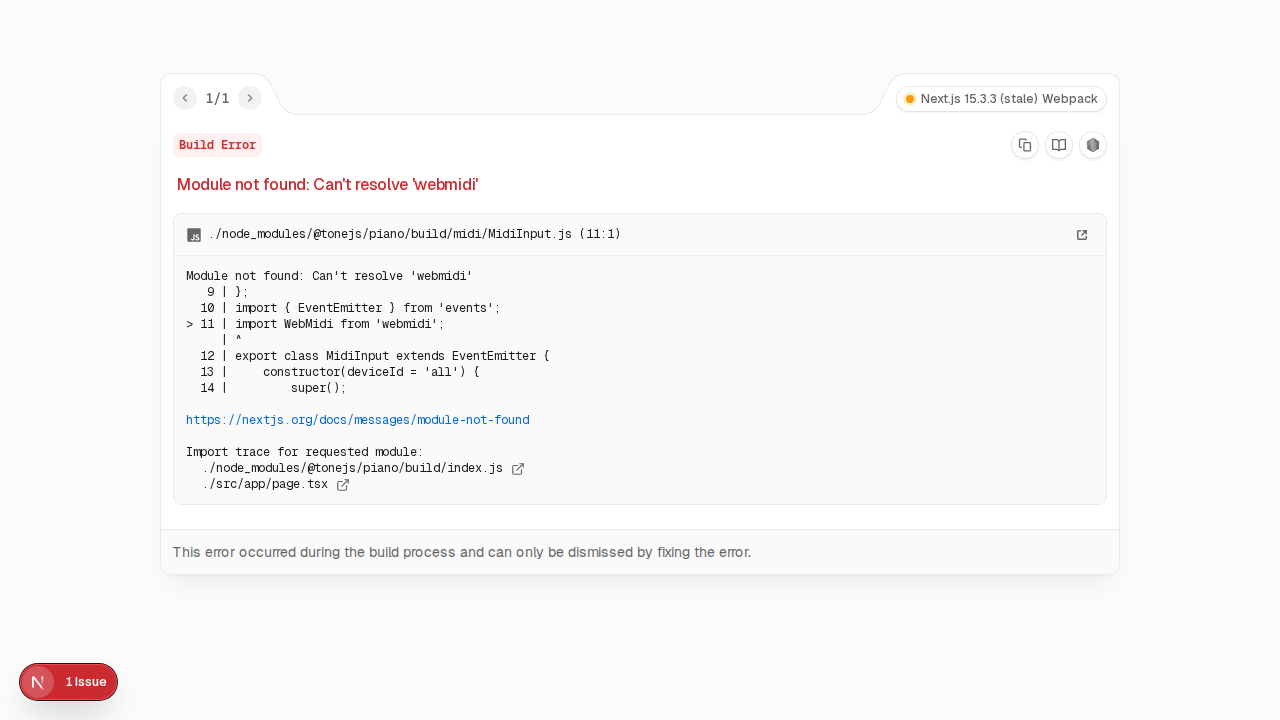 1/1
Next.js 15.3.3 (stale) Webpack
Build Error
Module not found: Can't resolve 'webmidi'
JS ./node_modules/@tonejs/piano/build/midi/MidiInput.js (11:1)
Module not found: Can't resolve 'webmidi'
   9 | };
  10 | import { EventEmitter } from 'events';
> 11 | import WebMidi from 'webmidi';
     | ^
  12 | export class MidiInput extends EventEmitter {
  13 |     constructor(deviceId = 'all') {
  14 |         super();
https://nextjs.org/docs/messages/module-not-found
Import trace for requested module:
./node_modules/@tonejs/piano/build/index.js
./src/app/page.tsx
This error occurred during the build process and can only be dismissed by fixing the error.
N 1 Issue